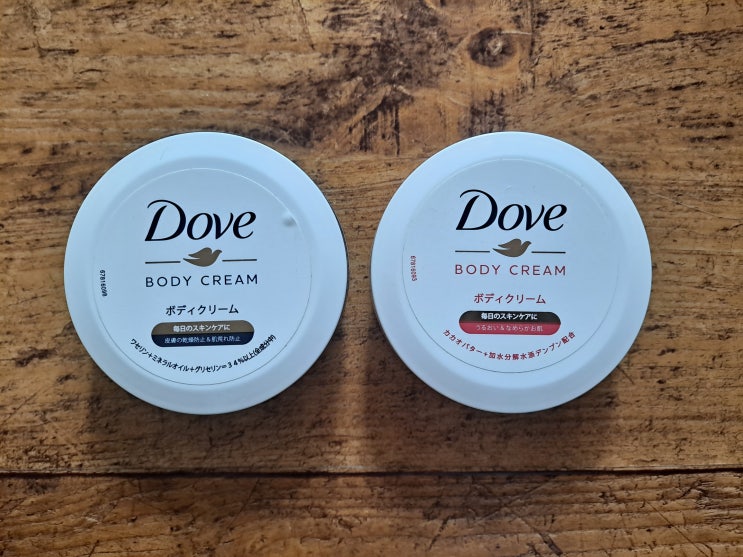 Dove
BODY CREAM
ボディクリーム
毎日のスキンケアに
皮膚の乾燥防止&肌荒れ防止
ワセリン+ミネラルオイル+グリセリン=34%以上(全成分中)
67816098
Dove
BODY CREAM
ボディクリーム
毎日のスキンケアに
うるおい&なめらかお肌
カカオバター+加水分解水添デンプン配合
67816093